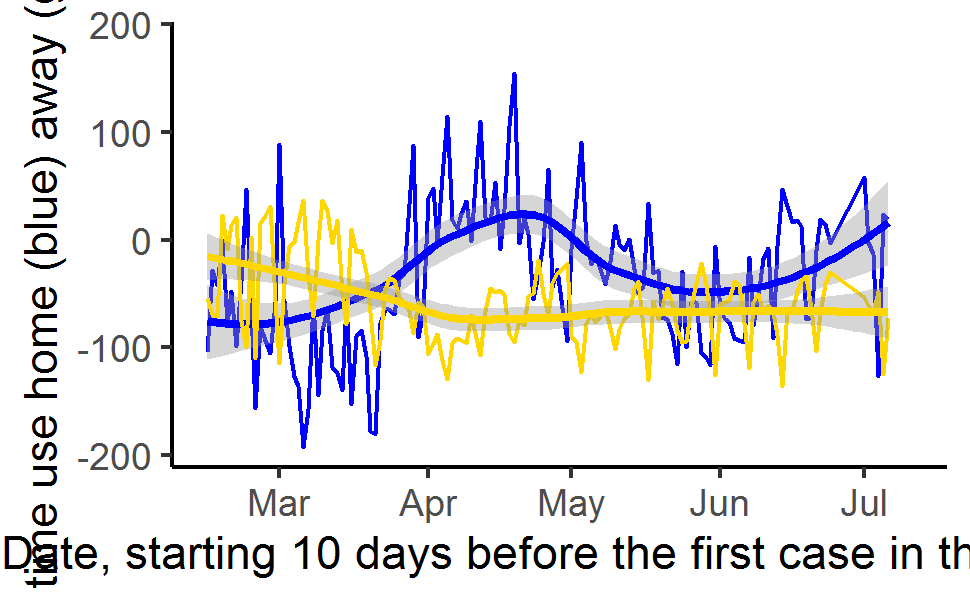 time use home (blue) away (
200
100
0
-100
-200
Mar Apr May Jun Jul
Date, starting 10 days before the first case in th